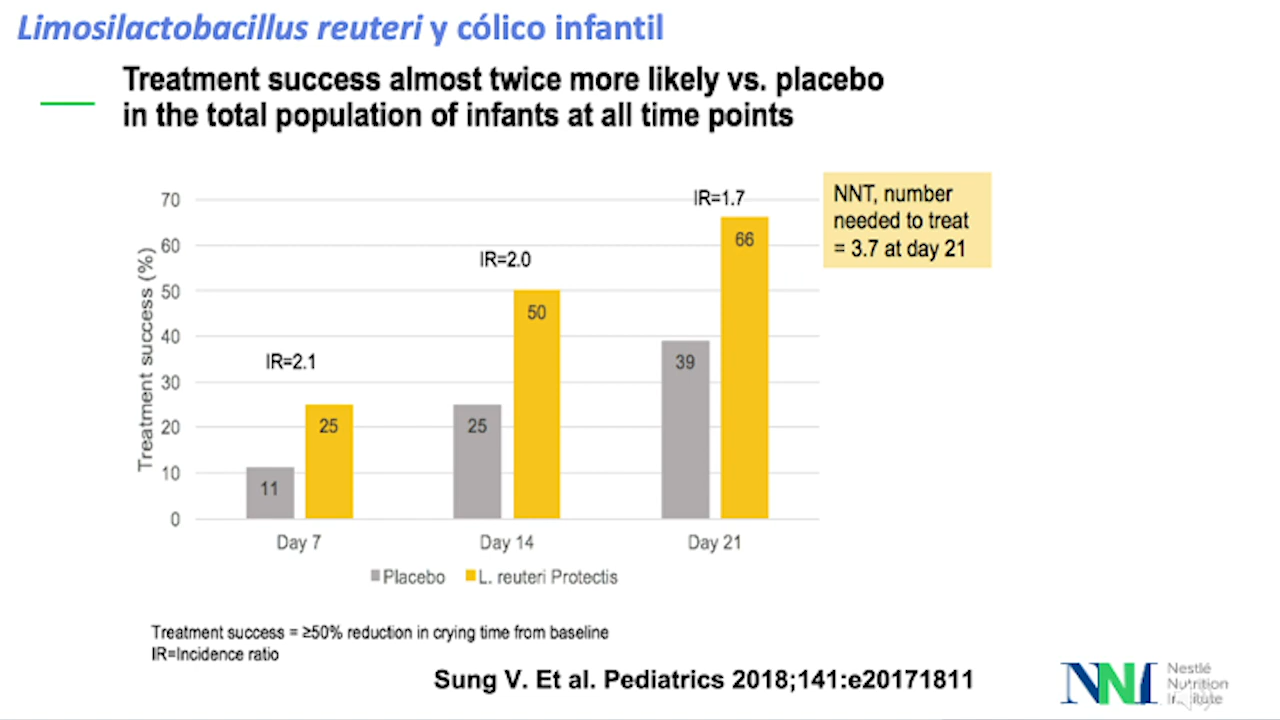 Limosilactobacillus reuteri y cólico infantil
Treatment success almost twice more likely vs. placebo
in the total population of infants at all time points
NNT, number
needed to treat
= 3.7 at day 21
Treatment success (%)
70
60
50
40
30
20
10
0
IR=2.1
IR=2.0
IR=1.7
11
25
25
50
39
66
Day 7
Day 14
Day 21
Placebo
L. reuteri Protectis
Treatment success = ≥50% reduction in crying time from baseline
IR=Incidence ratio
Sung V. Et al. Pediatrics 2018;141:e20171811
NNI
Nestlé
Nutrition
Institute